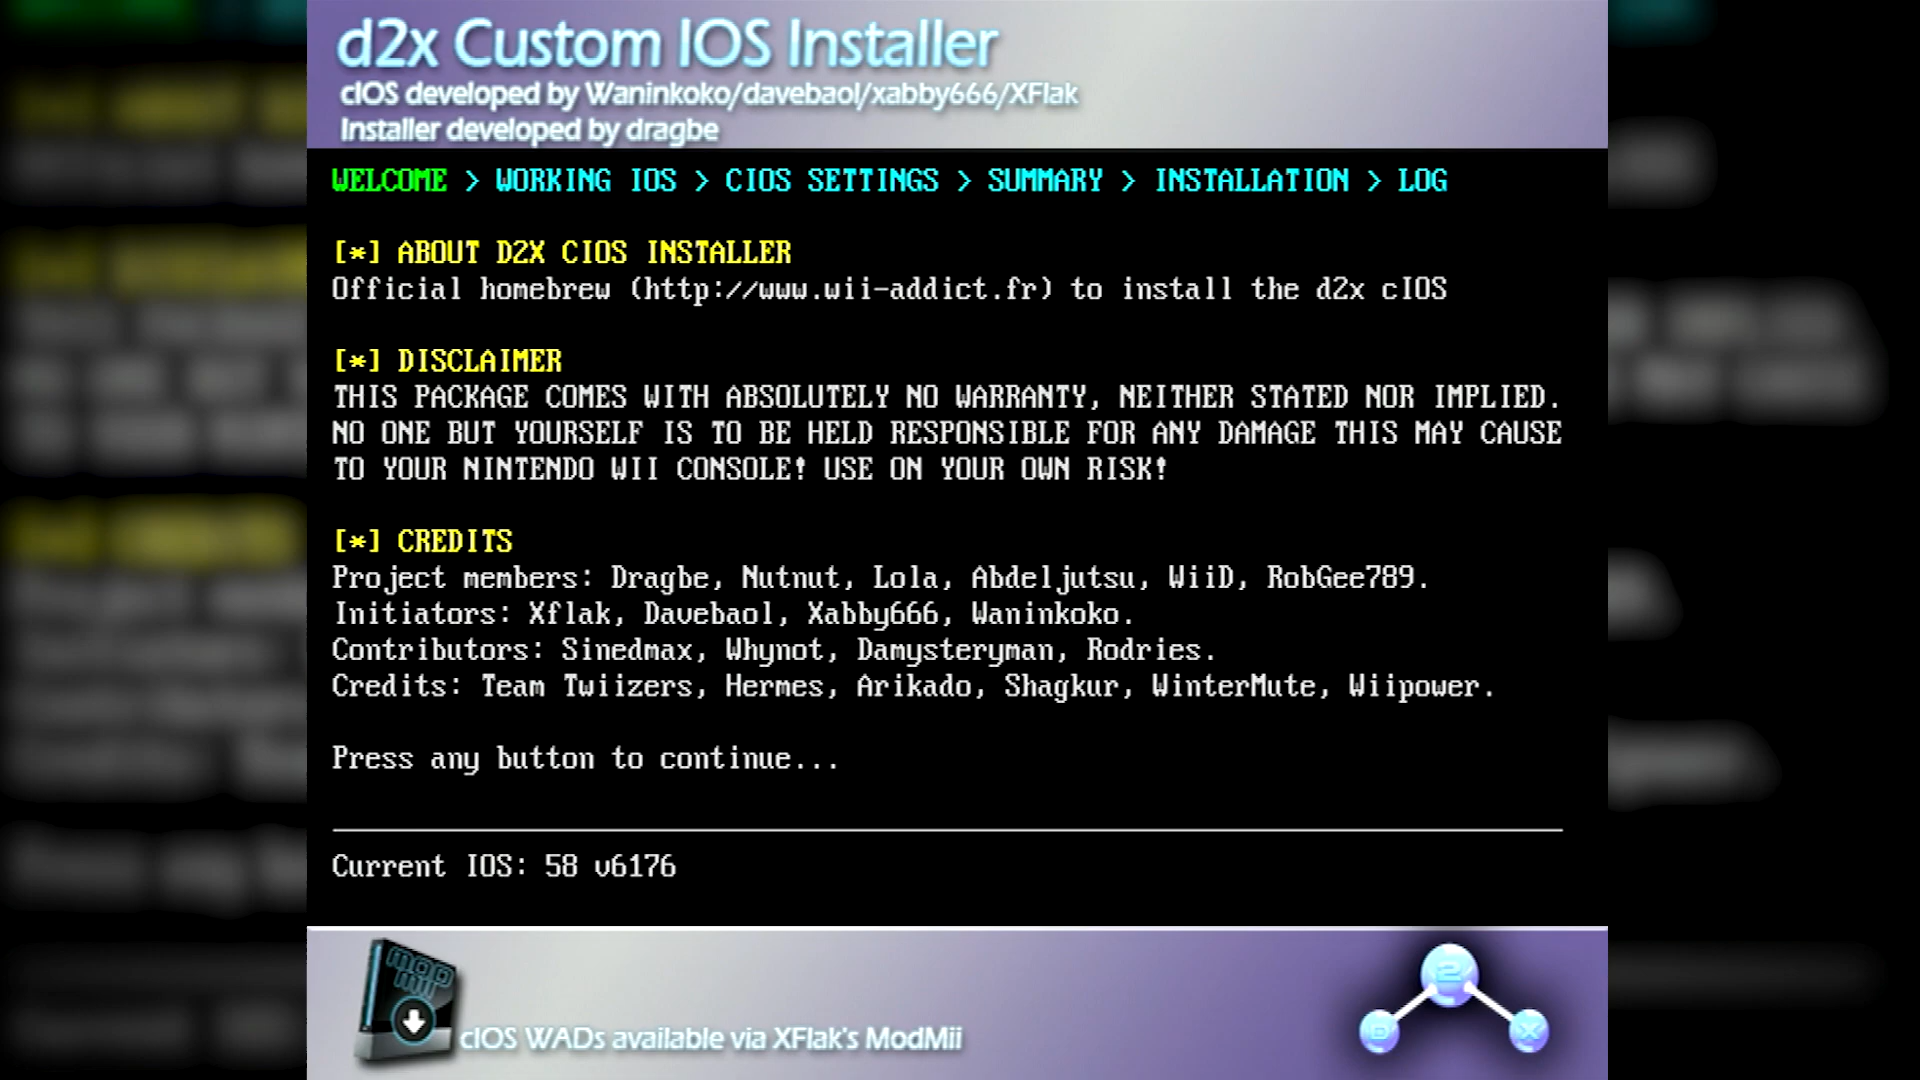 d2x Custom IOS Installer
cIOS developed by Waninkoko/davebaol/xabby666/XFlak
Installer developed by dragbe
WELCOME > WORKING IOS > CIOS SETTINGS > SUMMARY > INSTALLATION > LOG
[*] ABOUT D2X CIOS INSTALLER
Official homebrew (http://www.wii-addict.fr) to install the d2x cIOS
[*] DISCLAIMER
THIS PACKAGE COMES WITH ABSOLUTELY NO WARRANTY, NEITHER STATED NOR IMPLIED.
NO ONE BUT YOURSELF IS TO BE HELD RESPONSIBLE FOR ANY DAMAGE THIS MAY CAUSE
TO YOUR NINTENDO WII CONSOLE! USE ON YOUR OWN RISK!
[*] CREDITS
Project members: Dragbe, Nutnut, Lola, Abdeljutsu, WiiD, RobGee789.
Initiators: Xflak, Davebaol, Xabby666, Waninkoko.
Contributors: Sinedmax, Whynot, Damysteryman, Rodries.
Credits: Team Twiizers, Hermes, Arikado, Shagkur, WinterMute, Wiipower.
Press any button to continue...
Current IOS: 58 v6176
MOD
MII
cIOS WADs available via XFlak's ModMii
D 2 X